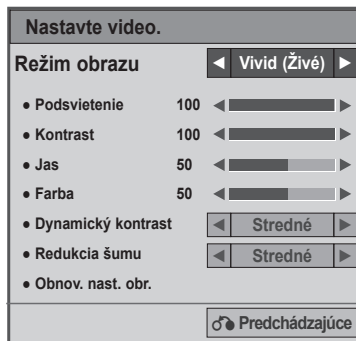 Nastavte video.
Režim obrazu ◄ Vivid (Živé) ►
● Podsvietenie 100
● Kontrast 100
● Jas 50
● Farba 50
● Dynamický kontrast ◄ Stredné ►
● Redukcia šumu ◄ Stredné ►
● Obnov. nast. obr.
Predchádzajúce